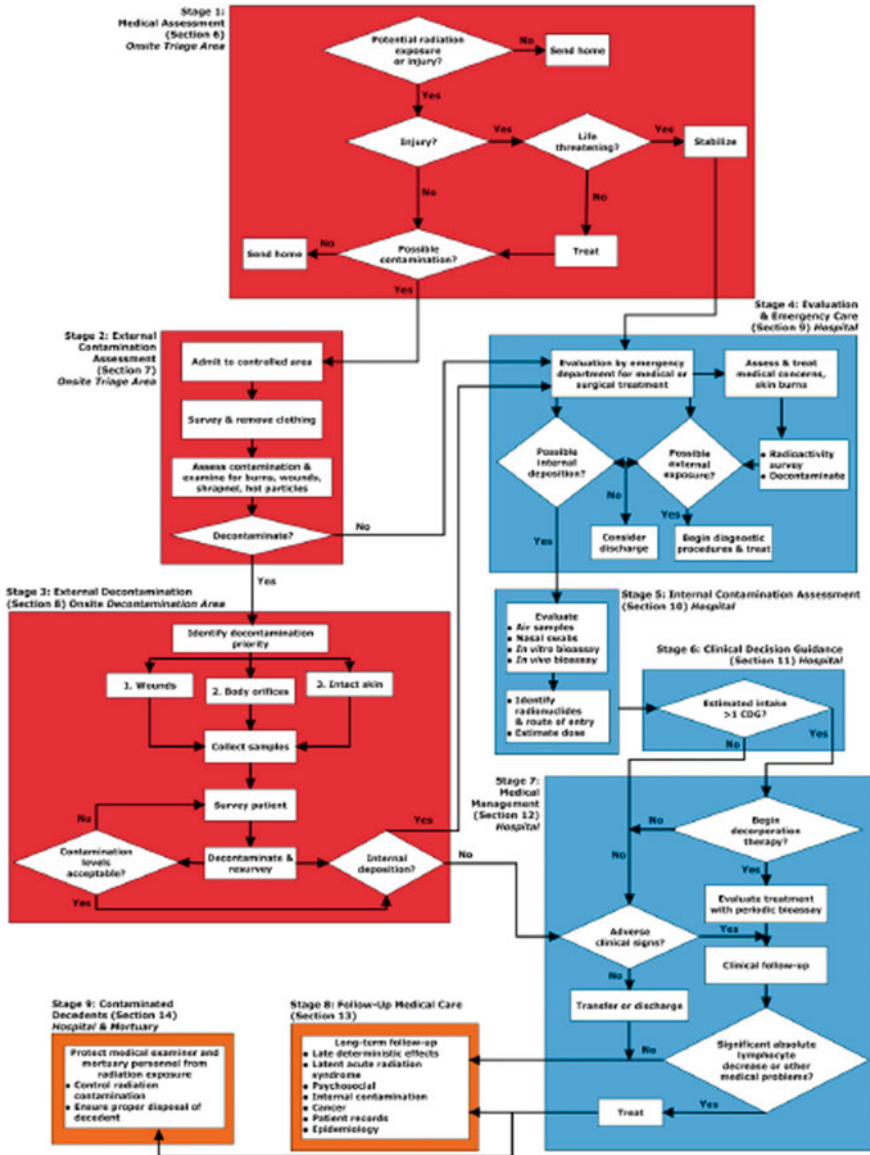 Stage 1:
Medical Assessment
(Section 6)
Onsite Triage Area
Potential radiation
exposure
or injury?
No
Send home
Yes
Injury?
Yes
Life
threatening?
Yes
Stabilize
No
No
Send home
No
Possible
contamination?
Treat
Yes
Stage 2: External
Contamination
Assessment
(Section 7)
Onsite Triage Area
Admit to controlled area
Survey & remove clothing
Assess contamination &
examine for burns, wounds,
shrapnel, hot particles
Decontaminate?
No
Yes
Stage 4: Evaluation
& Emergency Care
(Section 9) Hospital
Evaluation by emergency
department for medical or
surgical treatment
Assess & treat
medical concerns,
skin burns
Possible
internal
deposition?
Possible
external
exposure?
• Radioactivity
survey
• Decontaminate
No
Yes
Yes
Consider
discharge
Begin diagnostic
procedures & treat
Stage 3: External Decontamination
(Section 8) Onsite Decontamination Area
Identify decontamination
priority
1. Wounds
2. Body orifices
3. Intact skin
Collect samples
Survey patient
No
Yes
Contamination
levels
acceptable?
Decontaminate &
resurvey
Internal
deposition?
No
Yes
Stage 5: Internal Contamination Assessment
(Section 10) Hospital
Evaluate
• Air samples
• Nasal swabs
• In vitro bioassay
• In vivo bioassay
• Identify
radionuclides
& route of entry
• Estimate dose
Stage 6: Clinical Decision Guidance
(Section 11) Hospital
Estimated intake
>1 CDG?
No
Yes
Stage 7:
Medical
Management
(Section 12)
Hospital
No
Begin
decorporation
therapy?
No
Yes
Evaluate treatment
with periodic bioassay
Adverse
clinical signs?
Yes
Clinical follow-up
No
Transfer or discharge
Significant absolute
lymphocyte
decrease or other
medical problems?
No
Yes
Treat
Stage 8: Follow-Up Medical Care
(Section 13)
Long-term follow-up
• Late deterministic effects
• Latent acute radiation
syndrome
• Psychosocial
• Internal contamination
• Cancer
• Patient records
• Epidemiology
Stage 9: Contaminated
Decedents (Section 14)
Hospital & Mortuary
Protect medical examiner and
mortuary personnel from
radiation exposure
• Control radiation
contamination
• Ensure proper disposal of
decedent